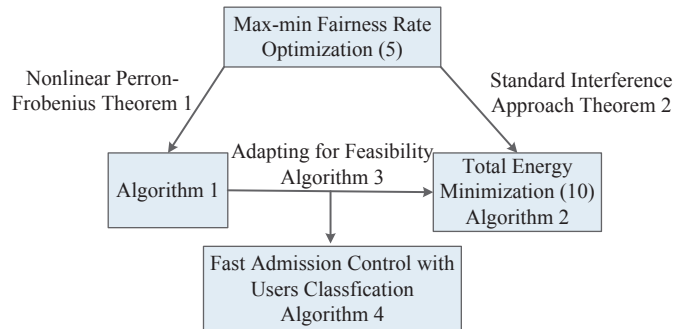 Max-min Fairness Rate
Optimization (5)
Nonlinear Perron-
Frobenius Theorem 1
Standard Interference
Approach Theorem 2
Adapting for Feasibility
Algorithm 3
Algorithm 1
Total Energy
Minimization (10)
Algorithm 2
Fast Admission Control with
Users Classfication
Algorithm 4